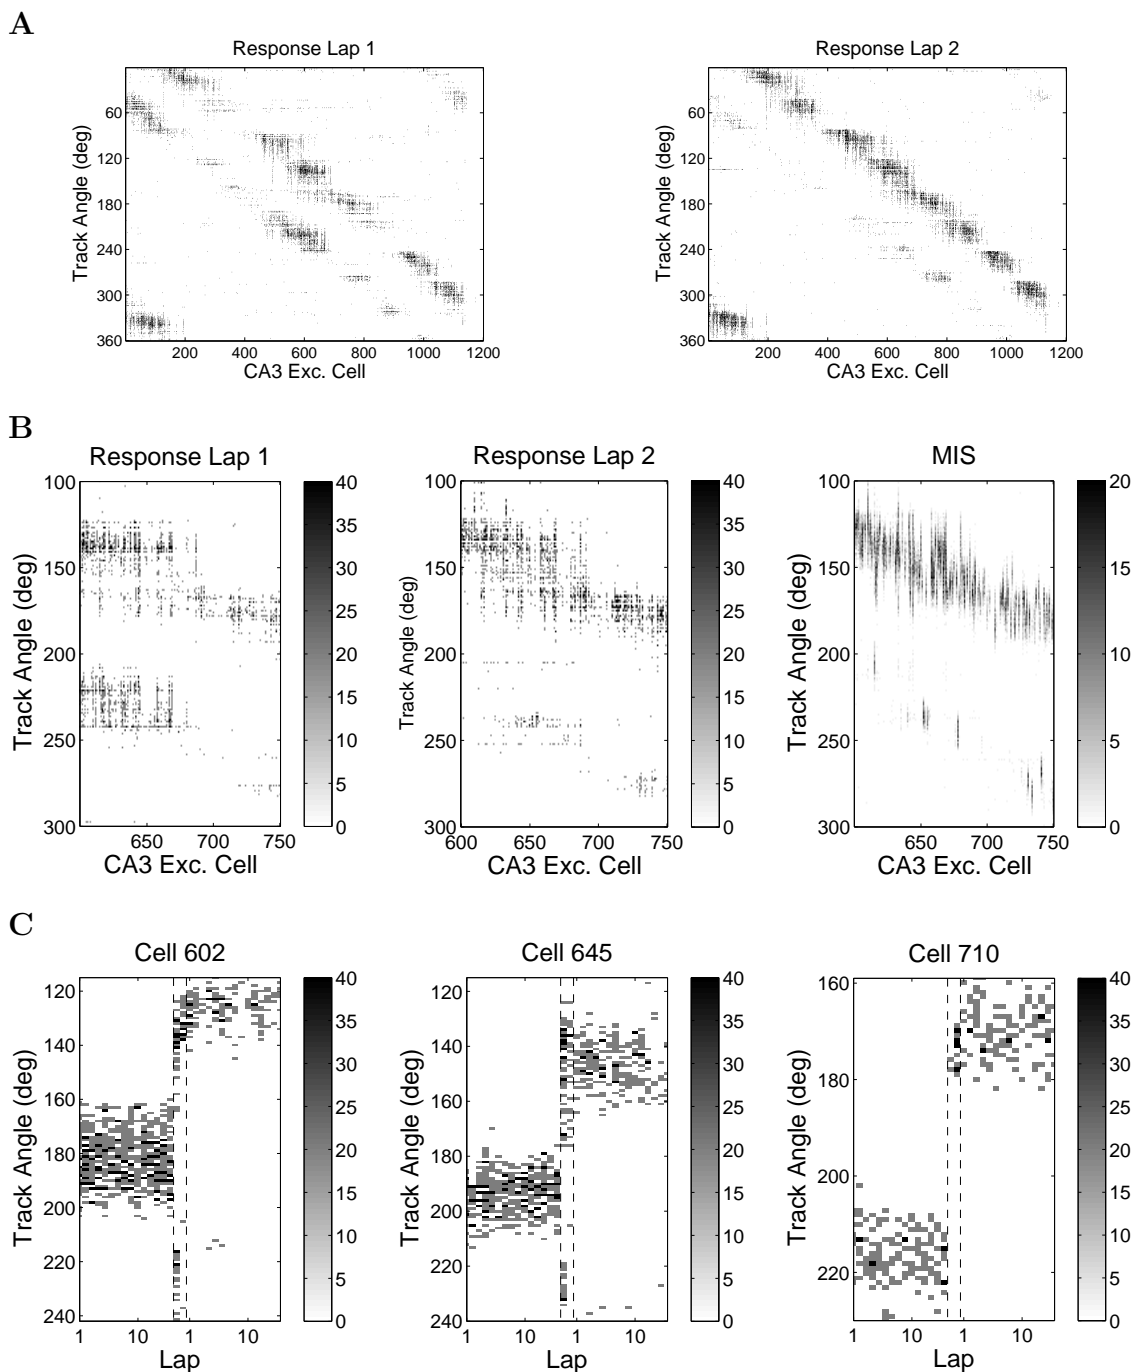 A
Response Lap 1
Response Lap 2
Track Angle (deg)
60
120
180
240
300
360
200 400 600 800 1000 1200
CA3 Exc. Cell
Track Angle (deg)
60
120
180
240
300
360
200 400 600 800 1000 1200
CA3 Exc. Cell
B
Response Lap 1
Track Angle (deg)
100
150
200
250
300
650 700 750
CA3 Exc. Cell
40
35
30
25
20
15
10
5
0
Response Lap 2
Track Angle (deg)
100
150
200
250
300
600 650 700 750
CA3 Exc. Cell
40
35
30
25
20
15
10
5
0
MIS
Track Angle (deg)
100
150
200
250
300
650 700 750
CA3 Exc. Cell
20
15
10
5
0
C
Cell 602
Track Angle (deg)
120
140
160
180
200
220
240
1 10 1 10
Lap
40
35
30
25
20
15
10
5
0
Cell 645
Track Angle (deg)
120
140
160
180
200
220
240
1 10 1 10
Lap
40
35
30
25
20
15
10
5
0
Cell 710
Track Angle (deg)
160
180
200
220
1 10 1 10
Lap
40
35
30
25
20
15
10
5
0